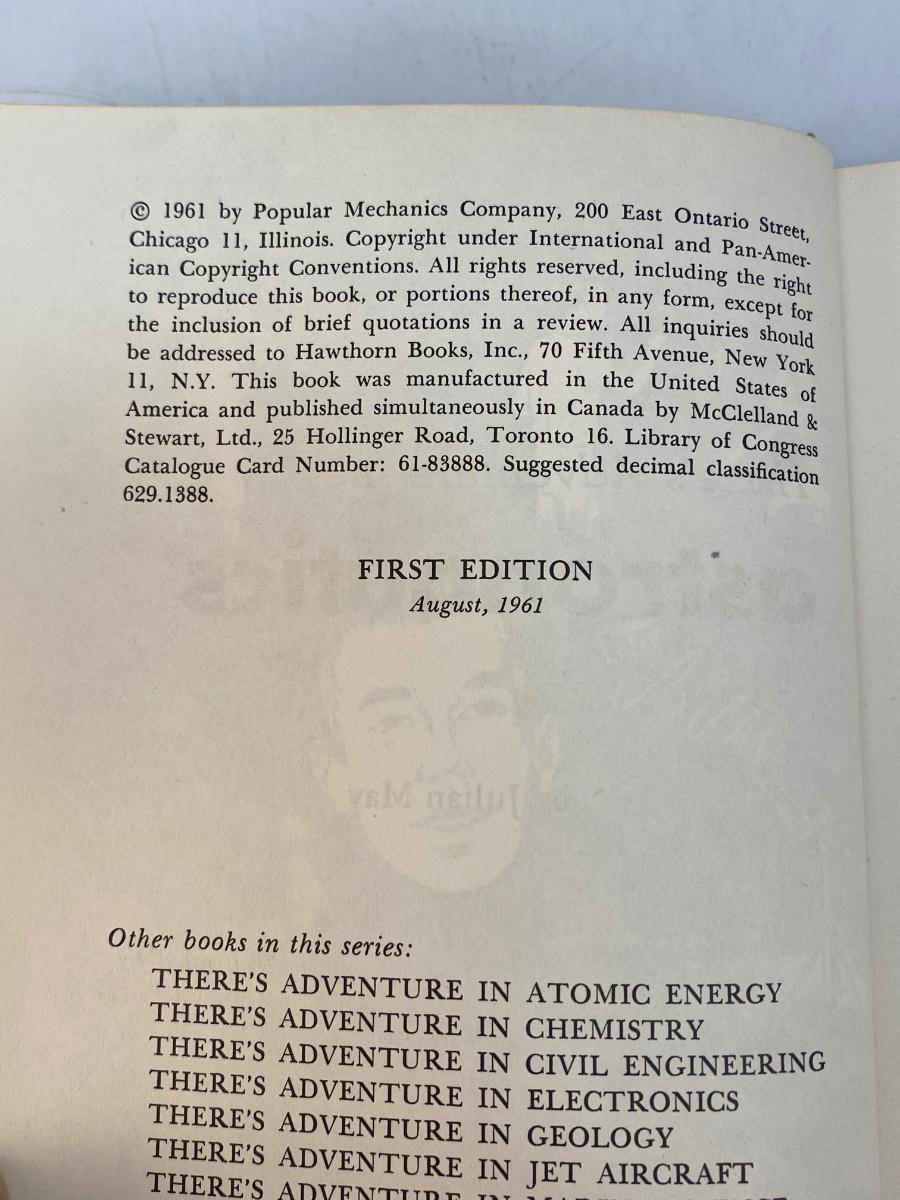 © 1961 by Popular Mechanics Company, 200 East Ontario Street,
Chicago 11, Illinois. Copyright under International and Pan-Amer-
ican Copyright Conventions. All rights reserved, including the right
to reproduce this book, or portions thereof, in any form, except for
the inclusion of brief quotations in a review. All inquiries should
be addressed to Hawthorn Books, Inc., 70 Fifth Avenue, New York
11, N.Y. This book was manufactured in the United States of
America and published simultaneously in Canada by McClelland &
Stewart, Ltd., 25 Hollinger Road, Toronto 16. Library of Congress
Catalogue Card Number: 61-83888. Suggested decimal classification
629.1388.
FIRST EDITION
August, 1961
Julian May
Other books in this series:
THERE'S ADVENTURE IN ATOMIC ENERGY
THERE'S ADVENTURE IN CHEMISTRY
THERE'S ADVENTURE IN CIVIL ENGINEERING
THERE'S ADVENTURE IN ELECTRONICS
THERE'S ADVENTURE IN GEOLOGY
THERE'S ADVENTURE IN JET AIRCRAFT
THERE'S ADVENTURE IN